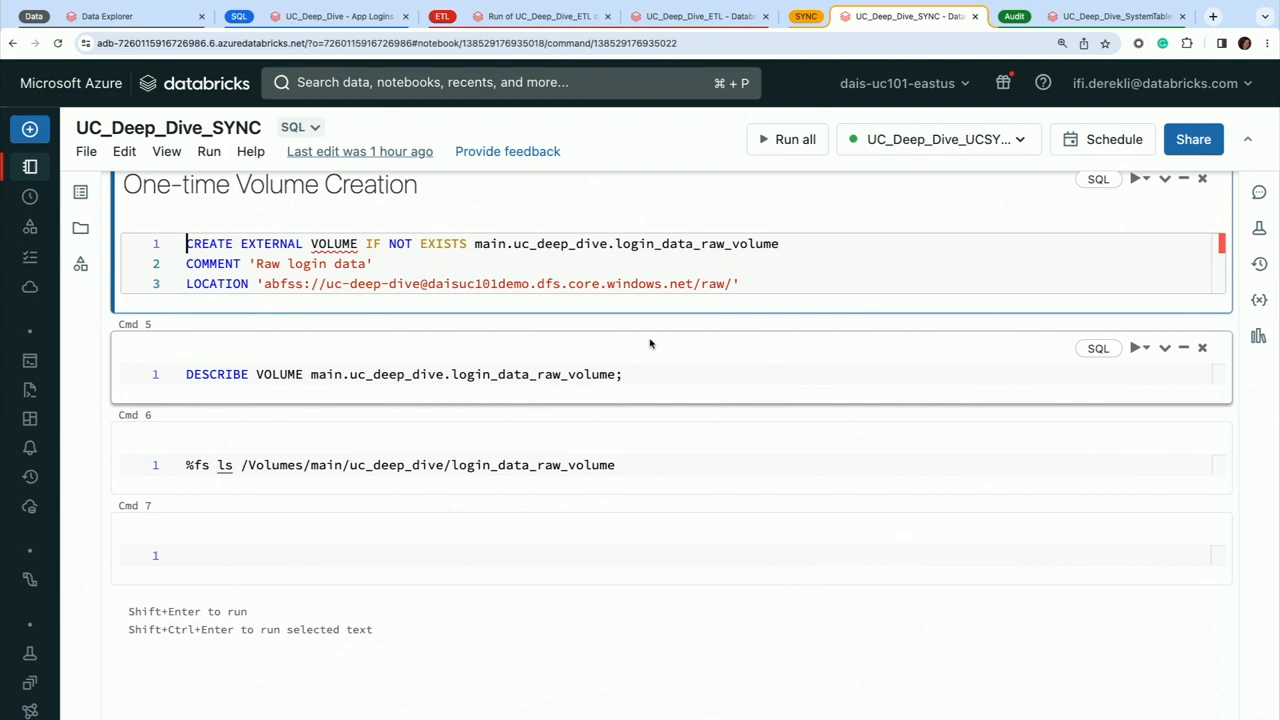 Data
Data Explorer
SQL
UC_Deep_Dive - App Logins
ETL
Run of UC_Deep_Dive_ETL
UC_Deep_Dive_ETL - Datab
SYNC
UC_Deep_Dive_SYNC - Data
Audit
UC_Deep_Dive_SystemTable
adb-7260115916726986.6.azuredatabricks.net/?o=7260115916726986#notebook/138529176935018/command/138529176935022
Microsoft Azure
databricks
Search data, notebooks, recents, and more...
⌘ + P
dais-uc101-eastus
ifi.derekli@databricks.com
UC_Deep_Dive_SYNC
SQL
Run all
UC_Deep_Dive_UCSY...
Schedule
Share
File Edit View Run Help
Last edit was 1 hour ago
Provide feedback
One-time Volume Creation
SQL
1 CREATE EXTERNAL VOLUME IF NOT EXISTS main.uc_deep_dive.login_data_raw_volume
2 COMMENT 'Raw login data'
3 LOCATION 'abfss://uc-deep-dive@daisuc101demo.dfs.core.windows.net/raw/'
Cmd 5
SQL
1 DESCRIBE VOLUME main.uc_deep_dive.login_data_raw_volume;
Cmd 6
1 %fs ls /Volumes/main/uc_deep_dive/login_data_raw_volume
Cmd 7
1
Shift+Enter to run
Shift+Ctrl+Enter to run selected text